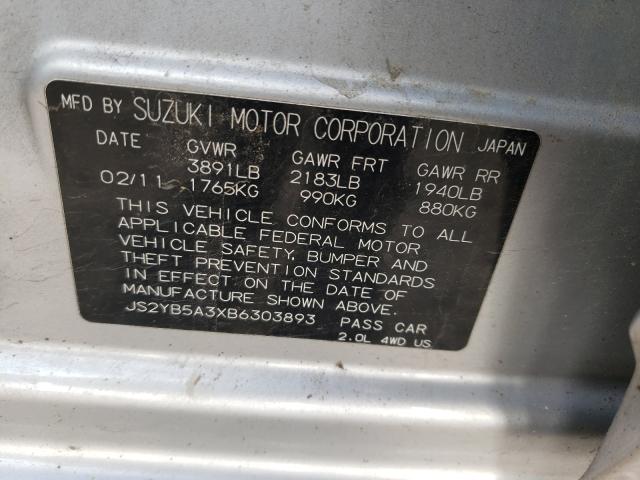 MFD BY SUZUKI MOTOR CORPORATION JAPAN
DATE GVWR GAWR FRT GAWR RR
02/11 3891LB 2183LB 1940LB
1765KG 990KG 880KG
THIS VEHICLE CONFORMS TO ALL
APPLICABLE FEDERAL MOTOR
VEHICLE SAFETY, BUMPER AND
THEFT PREVENTION STANDARDS
IN EFFECT ON THE DATE OF
MANUFACTURE SHOWN ABOVE.
JS2YB5A3XB6303893 PASS CAR
2.0L 4WD US